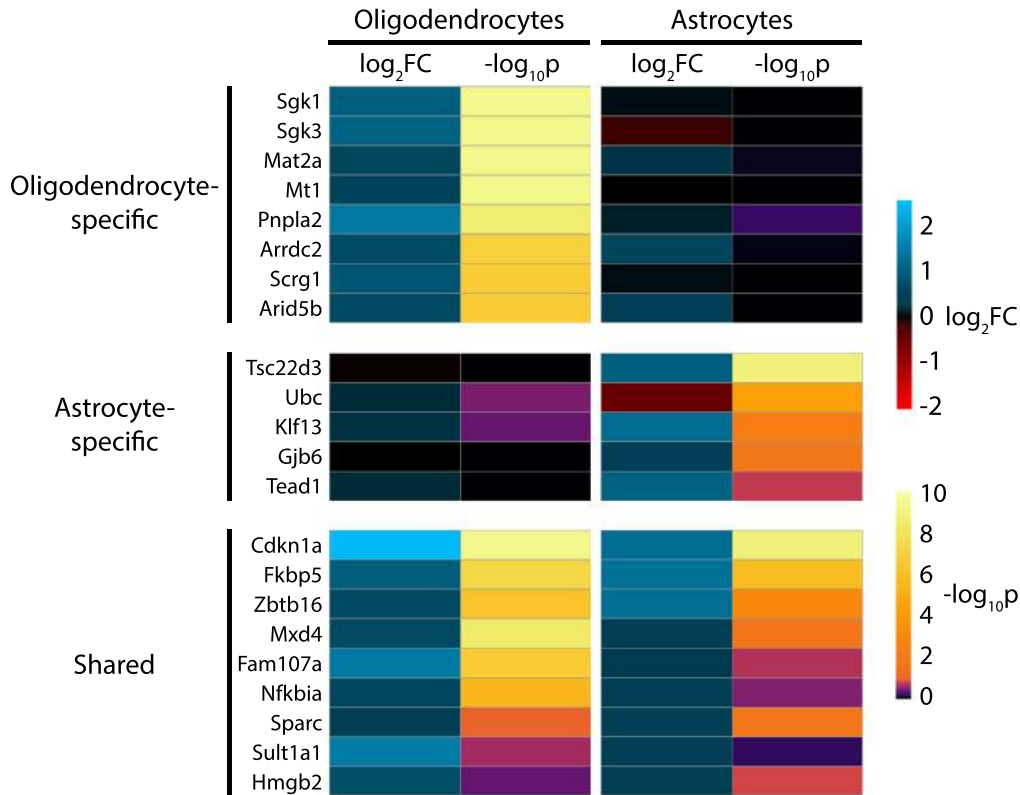 Oligodendrocytes Astrocytes
log2FC -log10p log2FC -log10p
Oligodendrocyte-
specific
Sgk1
Sgk3
Mat2a
Mt1
Pnpla2
Arrdc2
Scrg1
Arid5b
Astrocyte-
specific
Tsc22d3
Ubc
Klf13
Gjb6
Tead1
Shared
Cdkn1a
Fkbp5
Zbtb16
Mxd4
Fam107a
Nfkbia
Sparc
Sult1a1
Hmgb2
2
1
0 log2FC
-1
-2
10
8
6
-log10p
4
2
0